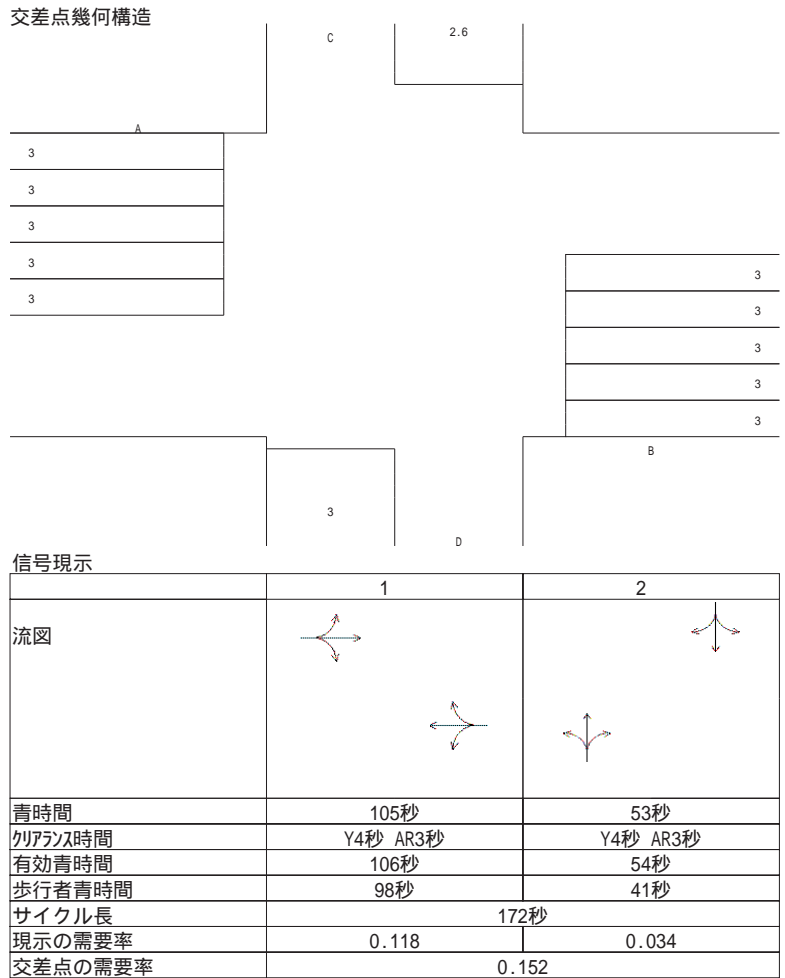 交差点幾何構造
C
2.6
A
3
3
3
3
3
3
3
3
3
3
B
3
D
信号現示
1 2
流図
青時間 105秒 53秒
ｸﾘｱﾗﾝｽ時間 Y4秒 AR3秒 Y4秒 AR3秒
有効青時間 106秒 54秒
歩行者青時間 98秒 41秒
サイクル長 172秒
現示の需要率 0.118 0.034
交差点の需要率 0.152